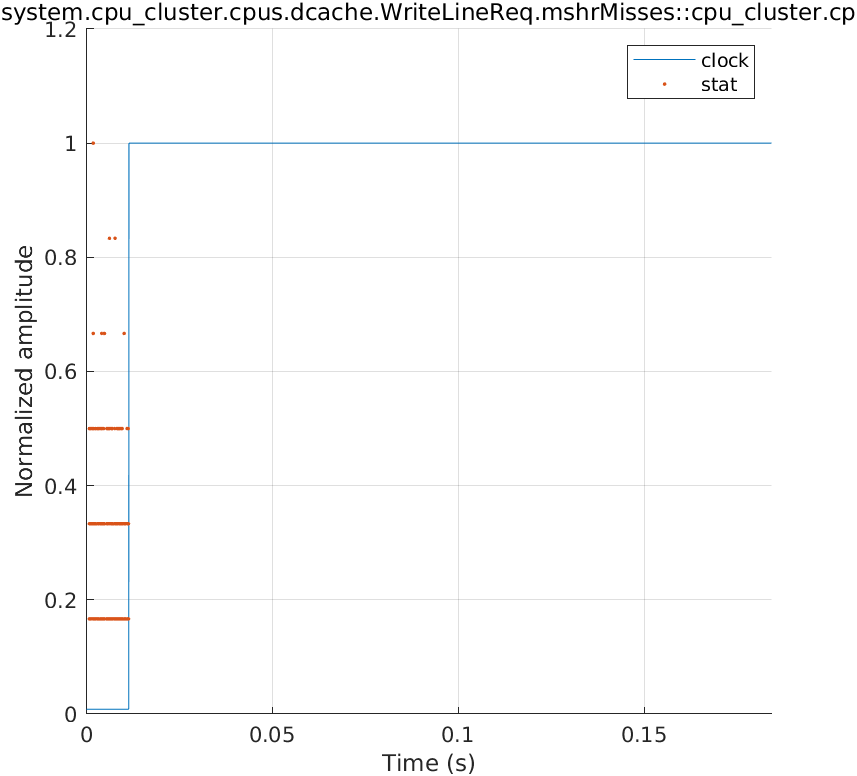 system.cpu_cluster.cpus.dcache.WriteLineReq.mshrMisses::cpu_cluster.cp
1.2
clock
stat
1
0.8
0.6
0.4
0.2
0
Normalized amplitude
0
0.05
0.1
0.15
Time (s)